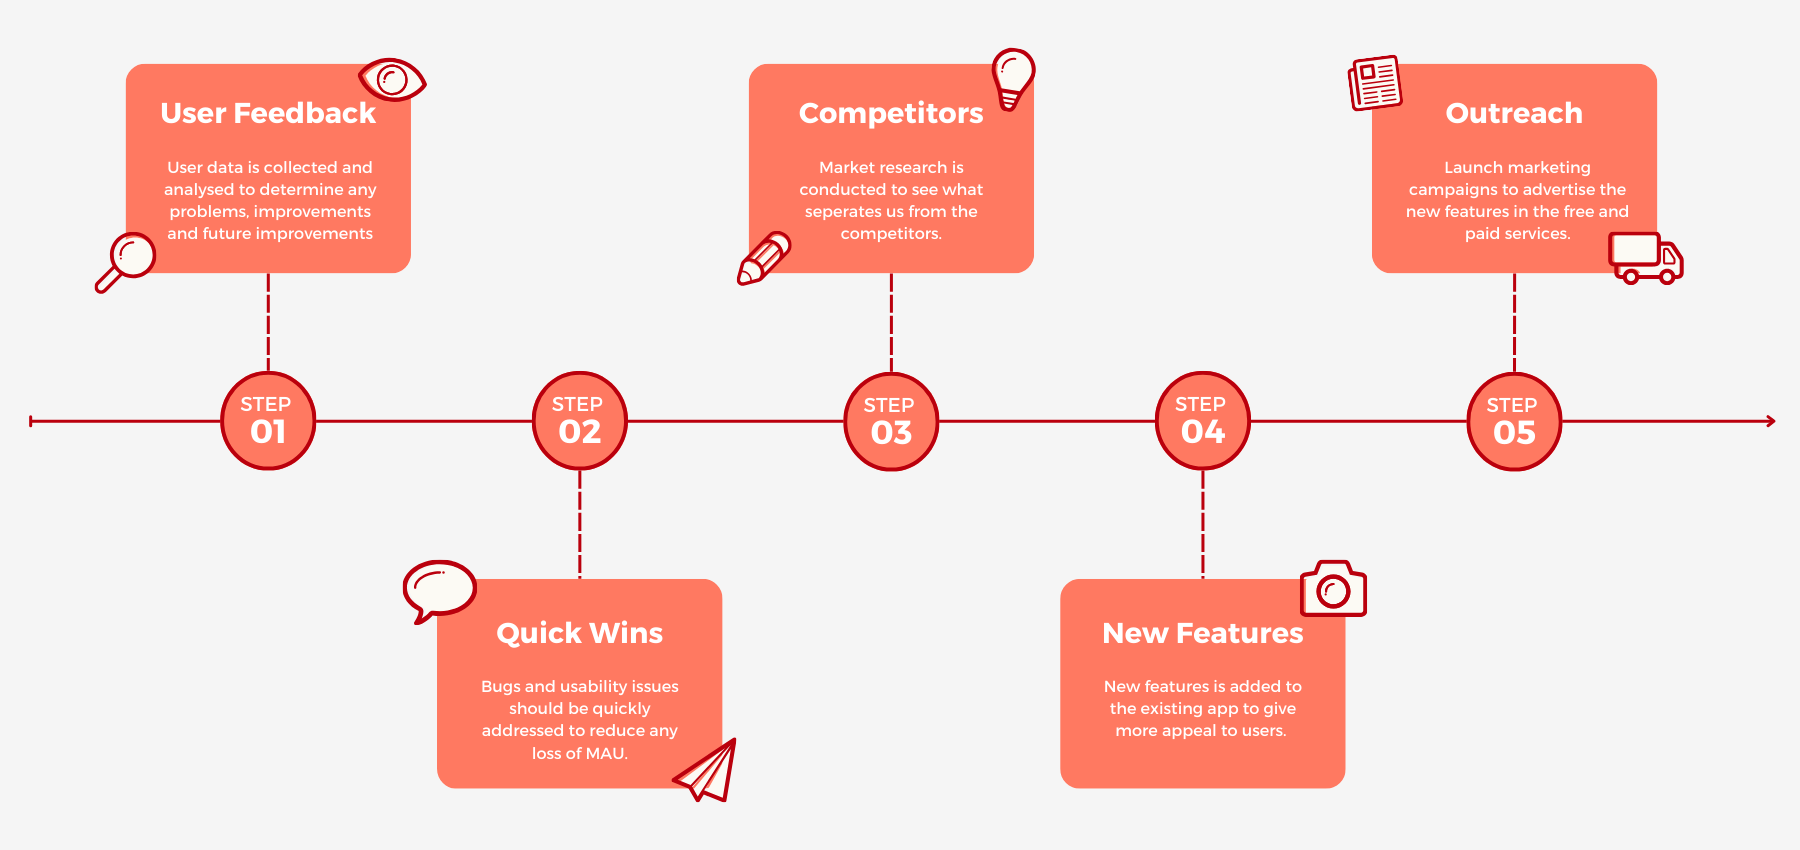 User Feedback
User data is collected and
analysed to determine any
problems, improvements
and future improvements
Competitors
Market research is
conducted to see what
seperates us from the
competitors.
Outreach
Launch marketing
campaigns to advertise the
new features in the free and
paid services.
STEP
01
STEP
02
STEP
03
STEP
04
STEP
05
Quick Wins
Bugs and usability issues
should be quickly
addressed to reduce any
loss of MAU.
New Features
New features is added to
the existing app to give
more appeal to users.